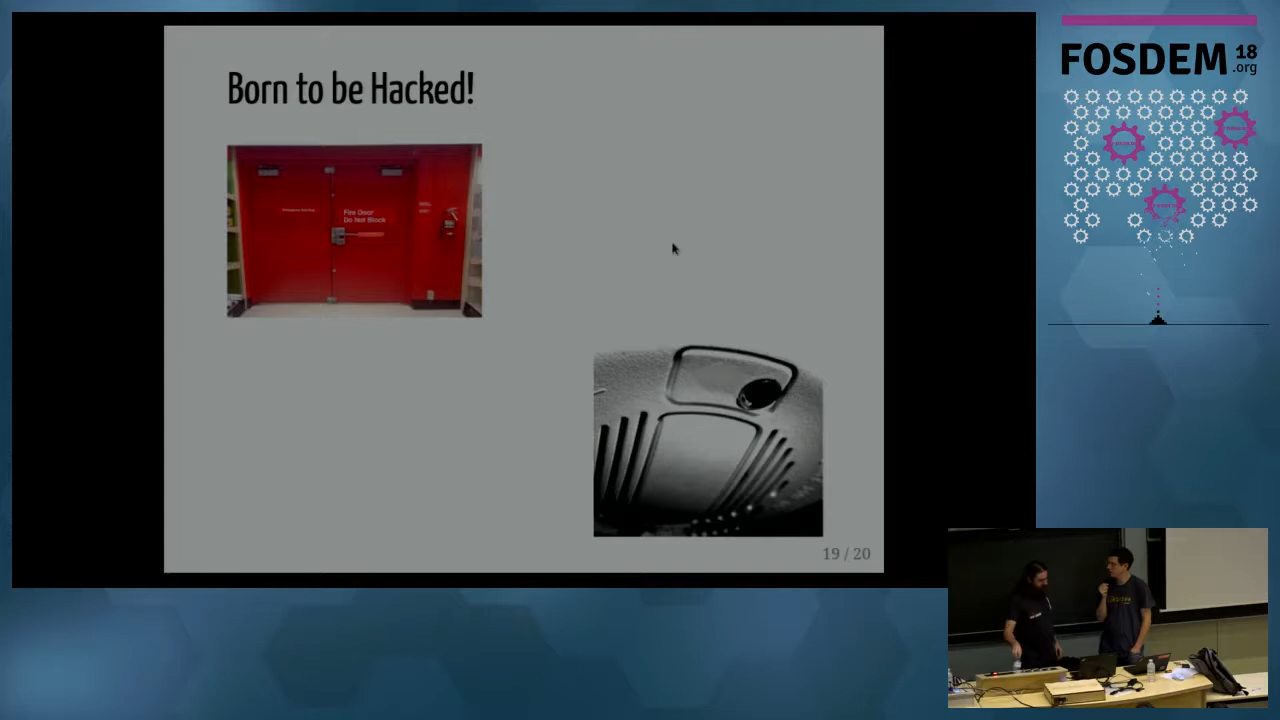 Born to be Hacked!
Fire Door
Do Not Block
19 / 20
FOSDEM 18
.org